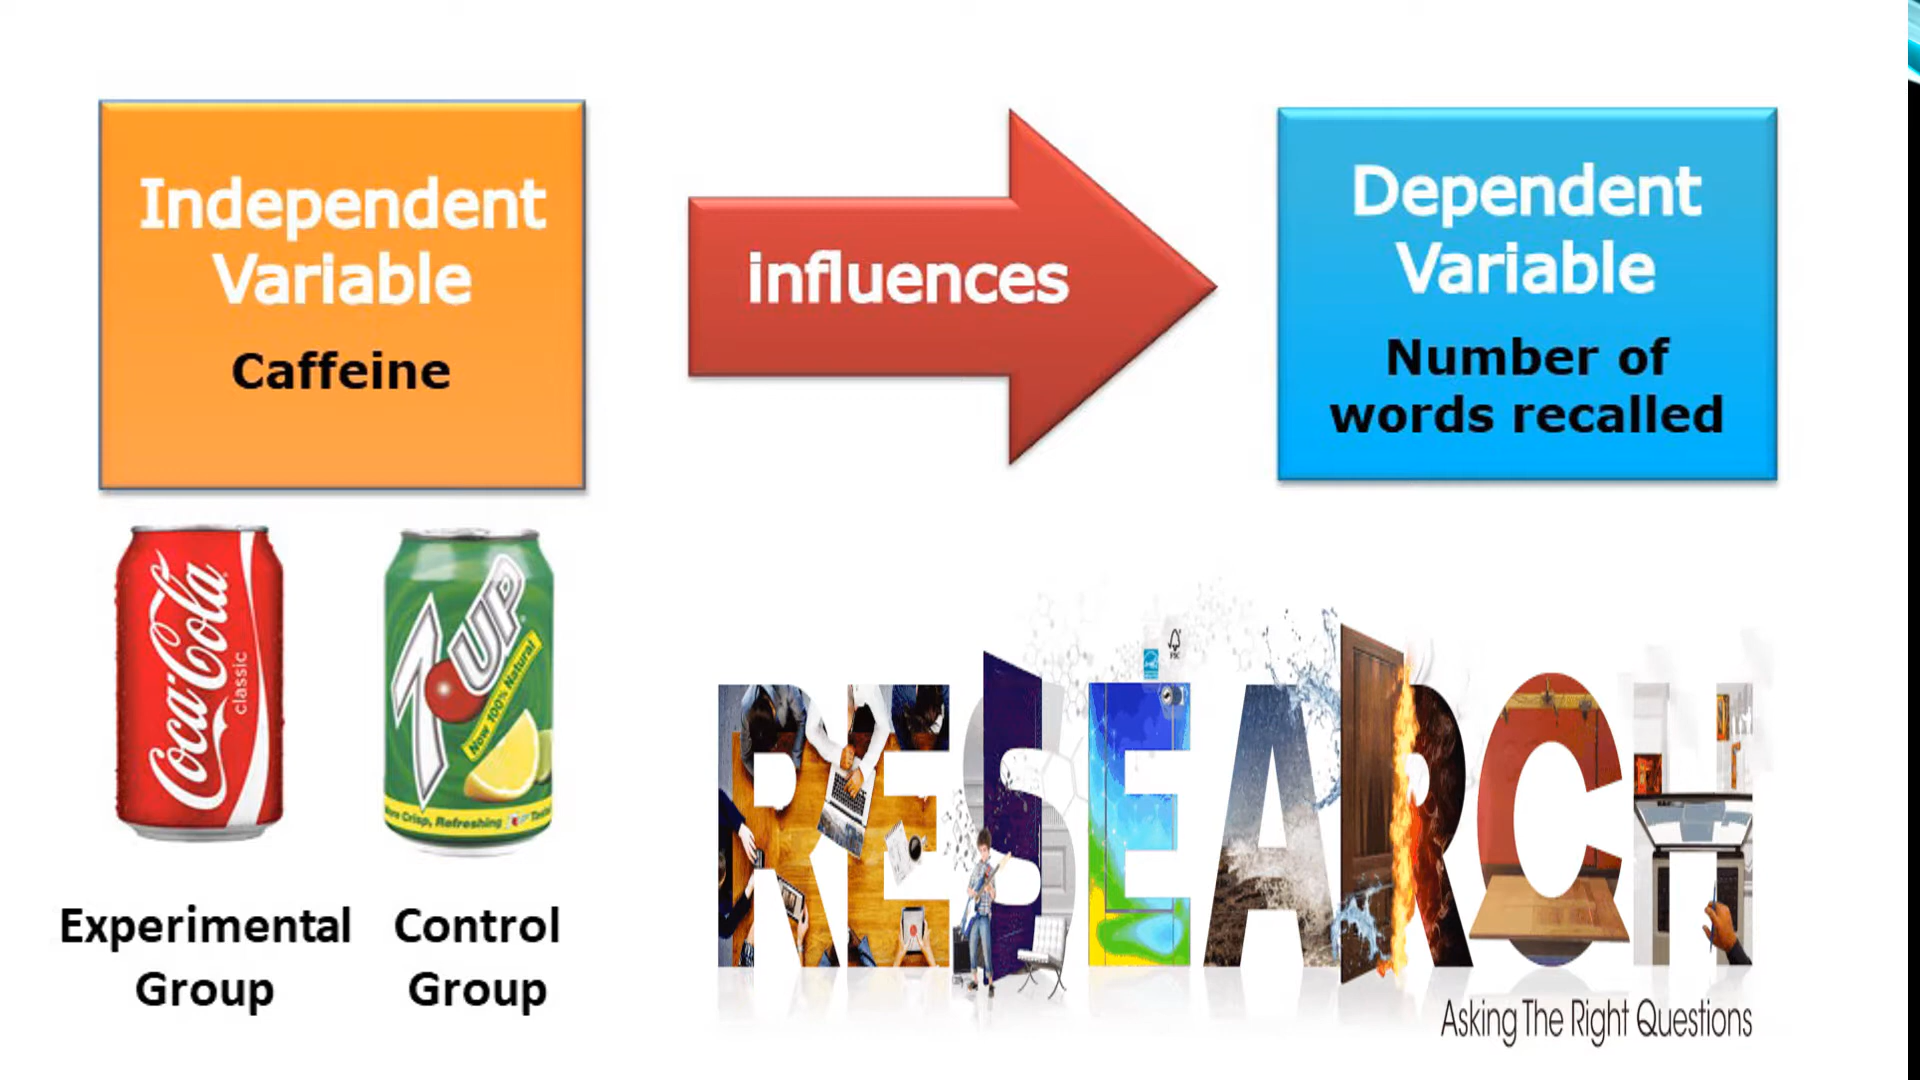 Independent
Variable
Caffeine
influences
Dependent
Variable
Number of
words recalled
Coca-Cola
classic
7UP
Now 100% Natural
Crisp, Refreshing
Experimental
Group
Control
Group
RESEARCH
Asking The Right Questions